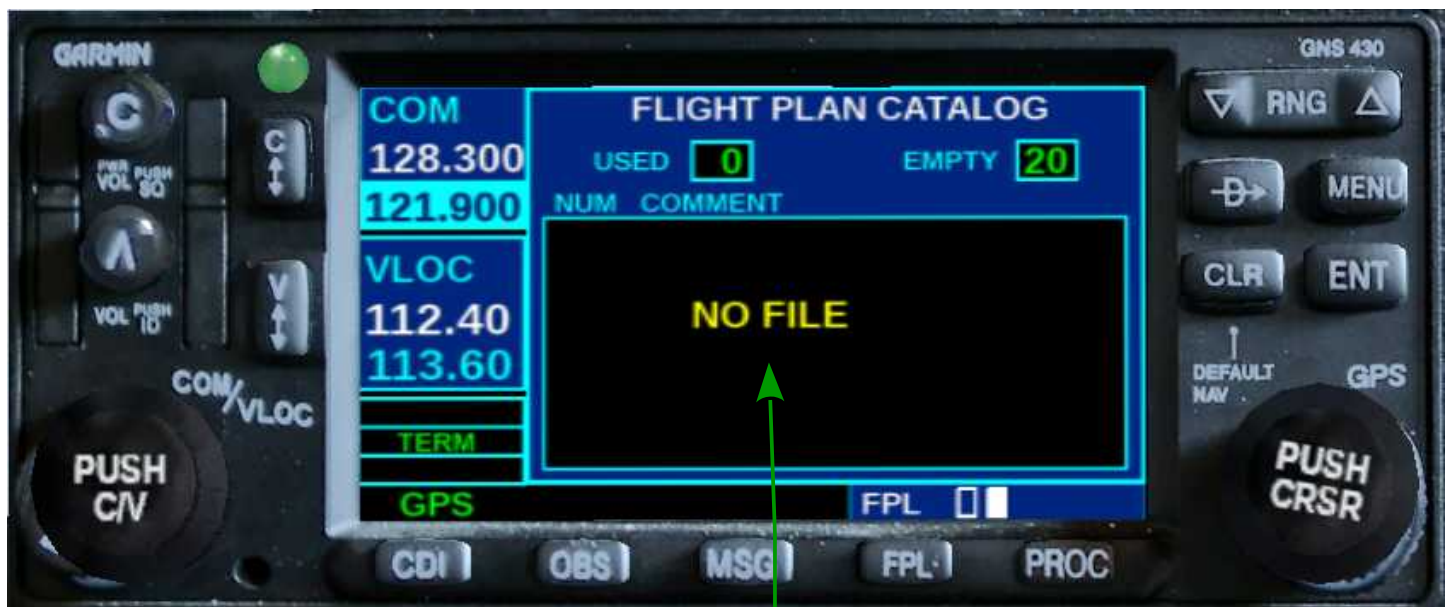 GARMIN
GNS 430
C
PWR
VOL
PUSH
SQ
C
VOL
PUSH
ID
V
COM/VLOC
PUSH
C/V
COM
128.300
121.900
VLOC
112.40
113.60
TERM
GPS
FLIGHT PLAN CATALOG
USED 0 EMPTY 20
NUM COMMENT
NO FILE
FPL
RNG
D
MENU
CLR
ENT
DEFAULT
NAV
GPS
PUSH
CRSR
CDI
OBS
MSG
FPL
PROC